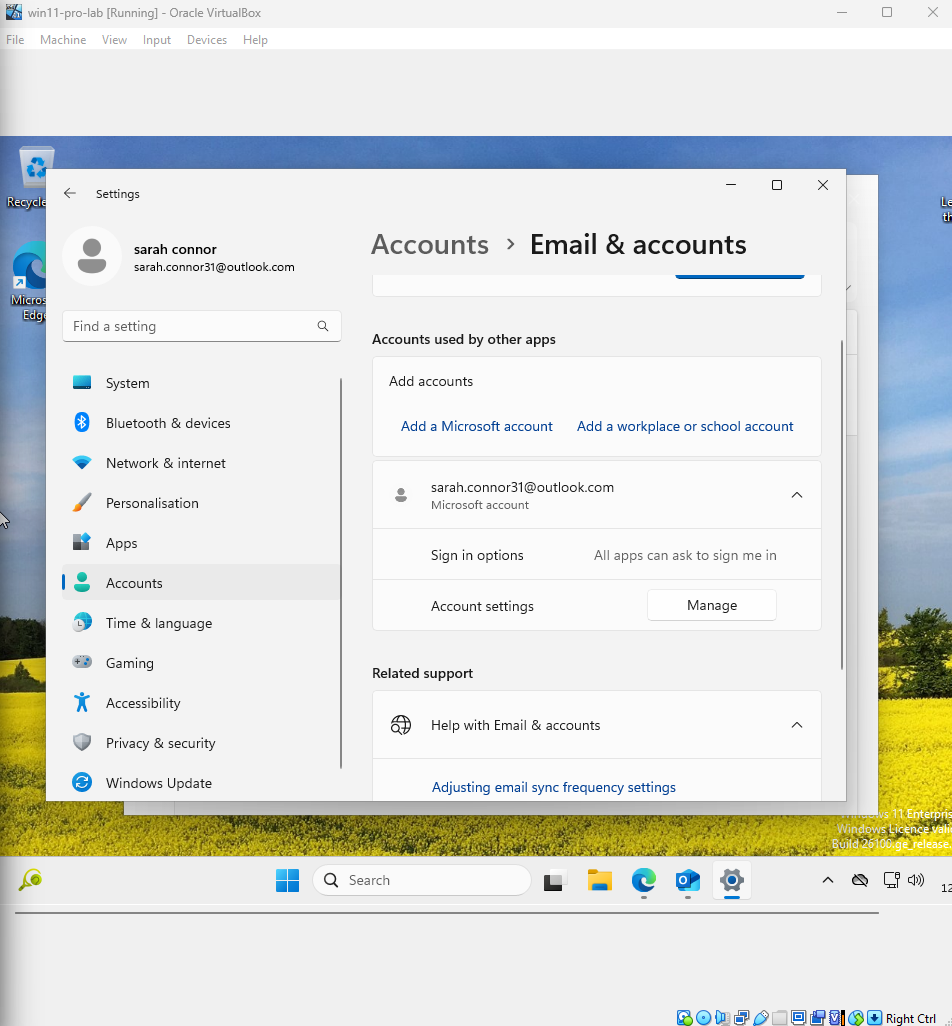 win11-pro-lab [Running] - Oracle VirtualBox
File Machine View Input Devices Help
Recycle
Micros
Edg
Le
th
Settings
sarah connor
sarah.connor31@outlook.com
Find a setting
System
Bluetooth & devices
Network & internet
Personalisation
Apps
Accounts
Time & language
Gaming
Accessibility
Privacy & security
Windows Update
Accounts > Email & accounts
Accounts used by other apps
Add accounts
Add a Microsoft account Add a workplace or school account
sarah.connor31@outlook.com
Microsoft account
Sign in options All apps can ask to sign me in
Account settings Manage
Related support
Help with Email & accounts
Adjusting email sync frequency settings
Windows 11 Enterpris
Windows Licence vali
Build 26100.ge_release.
Search
12
Right Ctrl